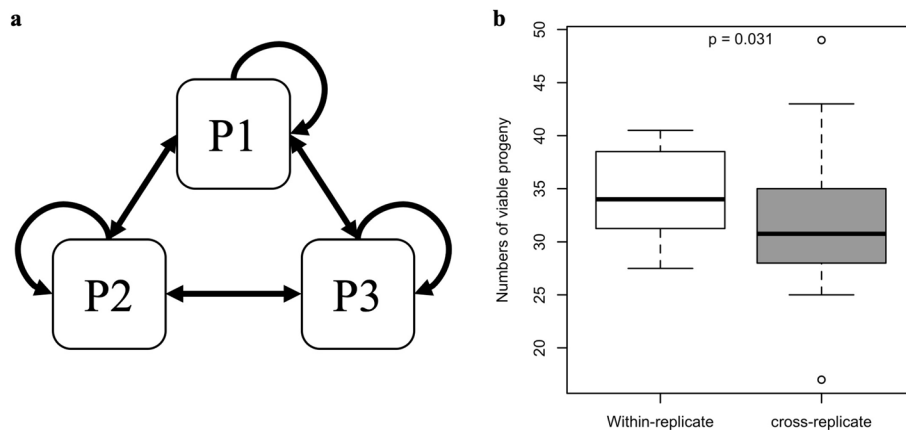 a
P1
P2
P3
b
p = 0.031
Numbers of viable progeny
50
45
40
35
30
25
20
Within-replicate
cross-replicate